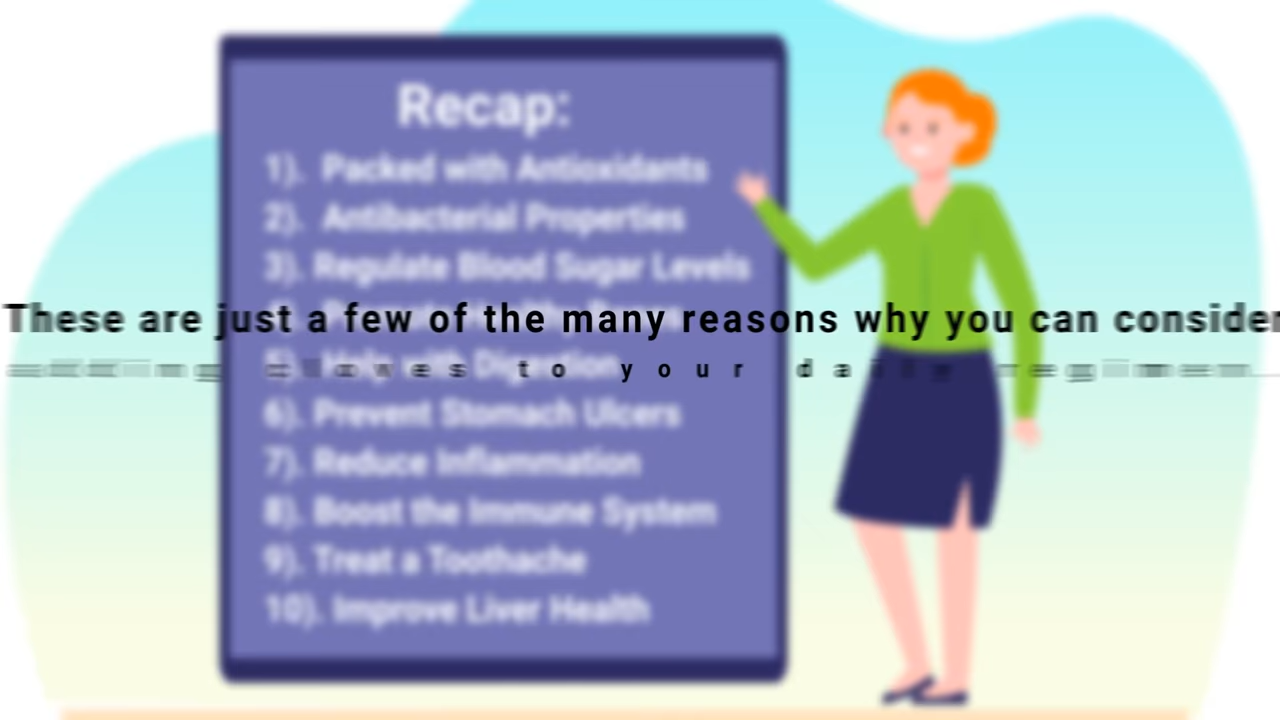 Recap:
1). Packed with Antioxidants
2). Antibacterial Properties
3). Regulate Blood Sugar Levels
These are just a few of the many reasons why you can consider
5). Help with Digestion
cloves to your daily
6). Prevent Stomach Ulcers
7). Reduce Inflammation
8). Boost the Immune System
9). Treat a Toothache
10). Improve Liver Health